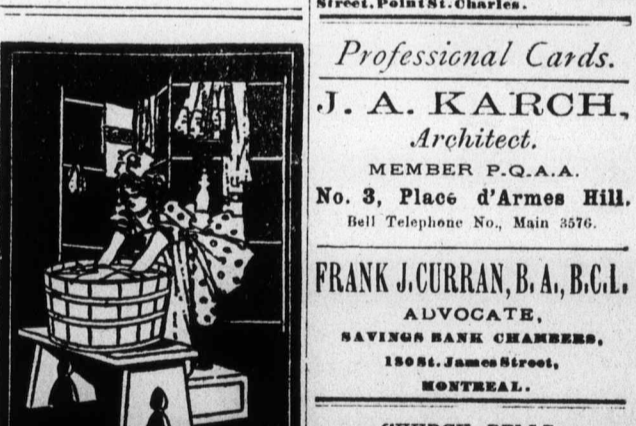 Street, Point St. Charles.
Professional Cards.
J. A. KARCH,
Architect.
MEMBER P.Q.A.A.
No. 3, Place d'Armes Hill.
Bell Telephone No., Main 3576.
FRANK J. CURRAN, B. A., B.C.L.
ADVOCATE,
SAVINGS BANK CHAMBERS,
180 St. James Street,
MONTREAL.